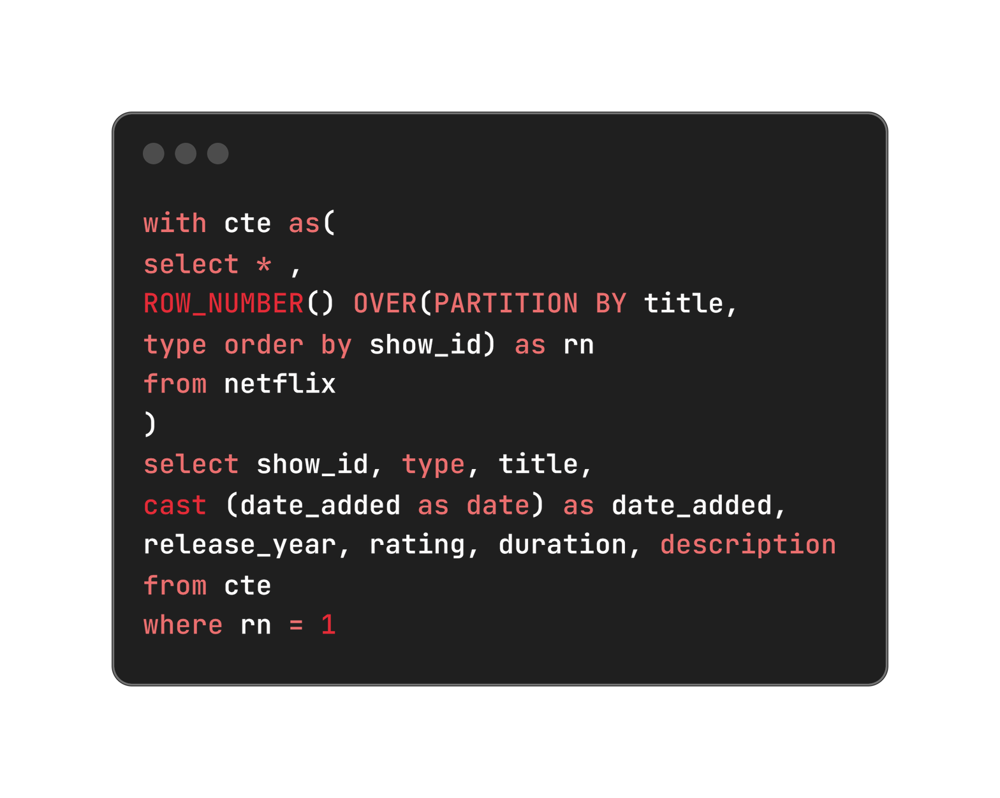 with cte as(
select * ,
ROW_NUMBER() OVER(PARTITION BY title,
type order by show_id) as rn
from netflix
)
select show_id, type, title,
cast (date_added as date) as date_added,
release_year, rating, duration, description
from cte
where rn = 1